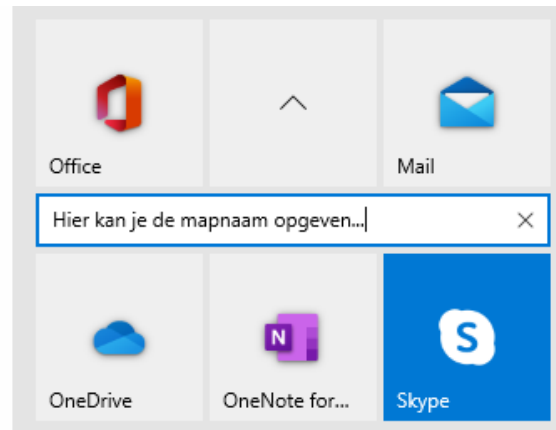 Office
Mail
Hier kan je de mapnaam opgeven...
N
S
OneDrive
OneNote for...
Skype